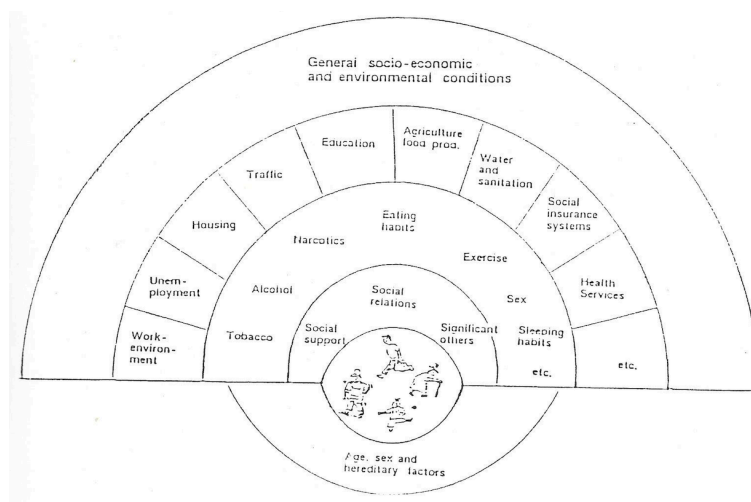 General socio-economic
and environmental conditions
Work-
environ-
ment
Unem-
ployment
Housing
Traffic
Education
Agriculture
food prod.
Water
and
sanitation
Social
insurance
systems
Health
Services
etc.
Tobacco
Alcohol
Narcotics
Eating
habits
Exercise
Sex
Sleeping
habits
etc.
Social
support
Social
relations
Significant
others
Age, sex and
hereditary factors